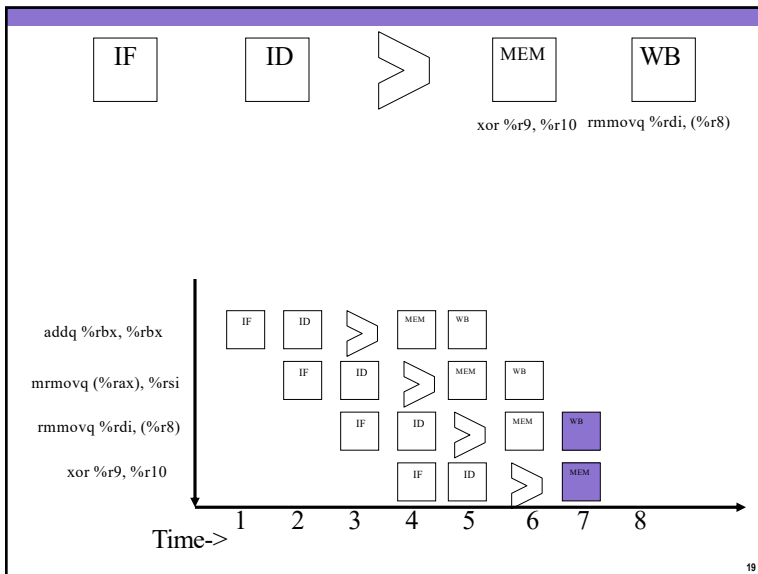 IF ID MEM WB
xor %r9, %r10 rmmovq %rdi, (%r8)
addq %rbx, %rbx IF ID MEM WB
mrmovq (%rax), %rsi IF ID MEM WB
rmmovq %rdi, (%r8) IF ID MEM WB
xor %r9, %r10 IF ID MEM
1 2 3 4 5 6 7 8
Time->
19